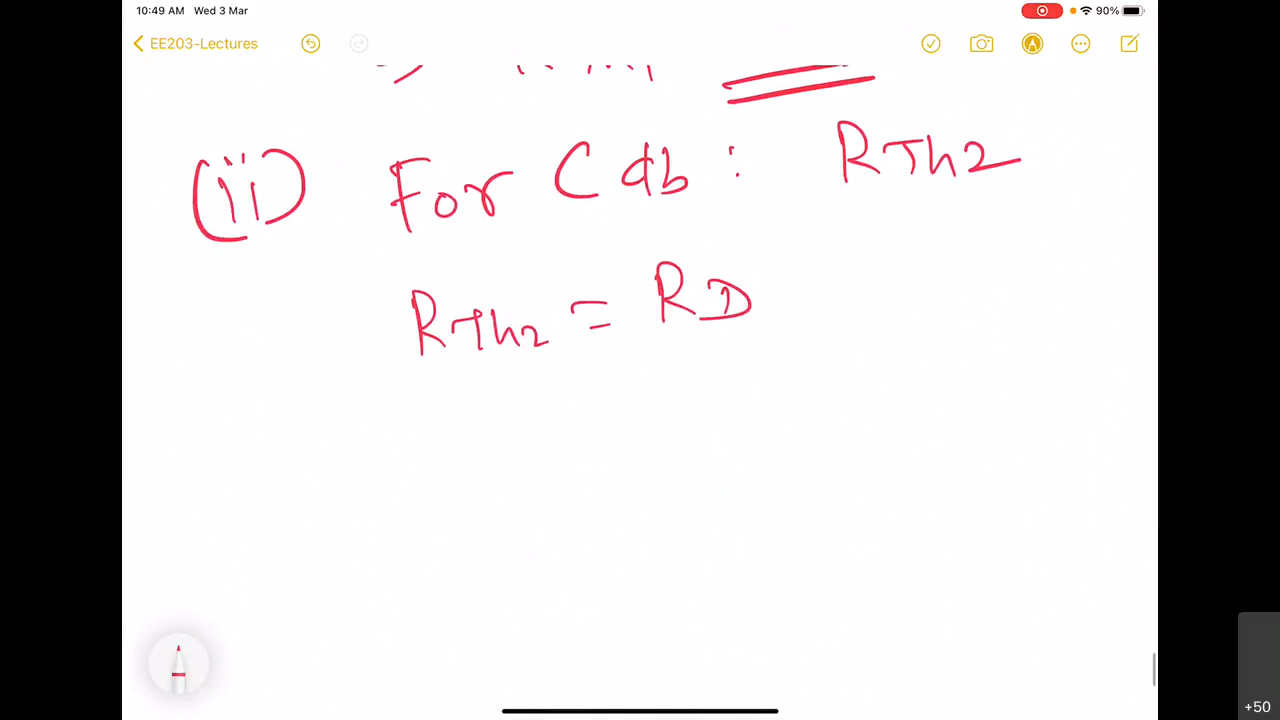 10:49 AM Wed 3 Mar
90%
EE203-Lectures
(ii) For Cdb : RTh2
RTh2 = RD
+50